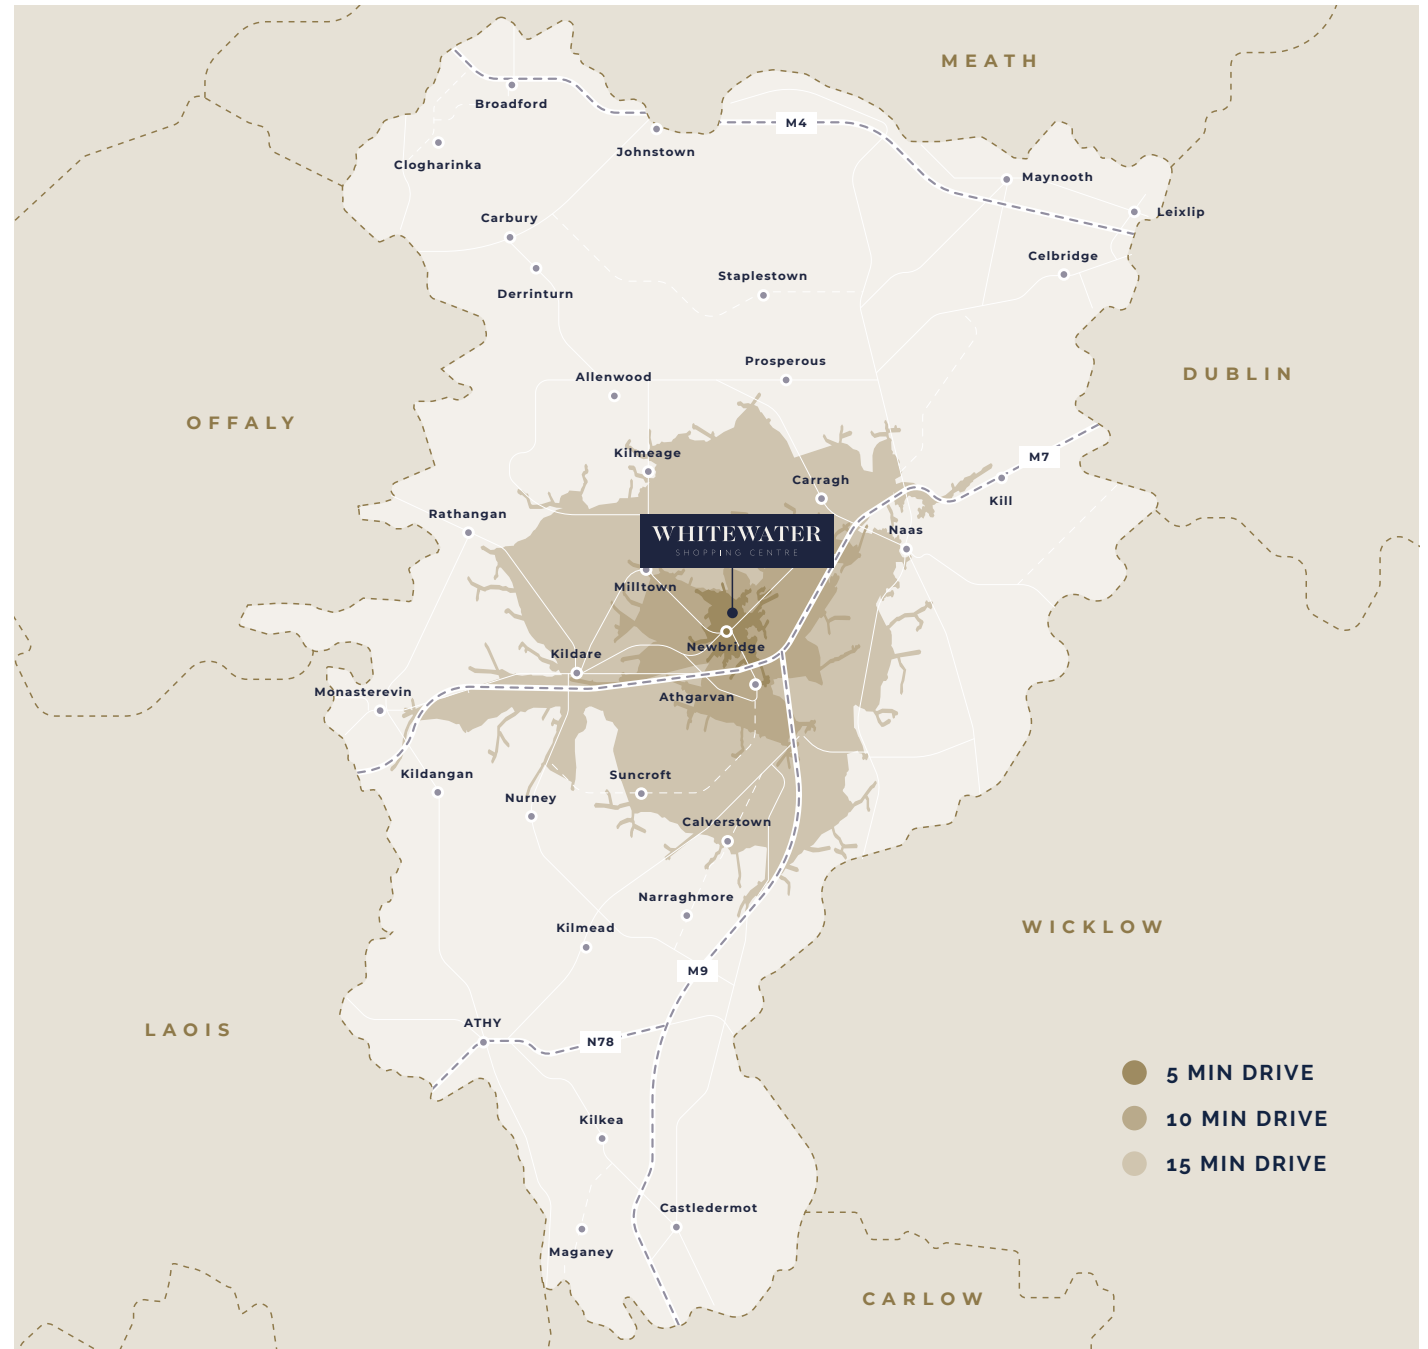 MEATH
Broadford
M4
Johnstown
Clogharinka
Maynooth
Leixlip
Carbury
Celbridge
Staplestown
Derrinturn
Prosperous
DUBLIN
Allenwood
OFFALY
Kilmeage
M7
Carragh
Kill
Rathangan
Naas
WHITEWATER
SHOPPING CENTRE
Milltown
Newbridge
Kildare
Monasterevin
Athgarvan
Kildangan
Suncroft
Nurney
Calverstown
Narraghmore
WICKLOW
Kilmead
M9
ATHY
LAOIS
N78
5 MIN DRIVE
10 MIN DRIVE
Kilkea
15 MIN DRIVE
Castledermot
Maganey
CARLOW